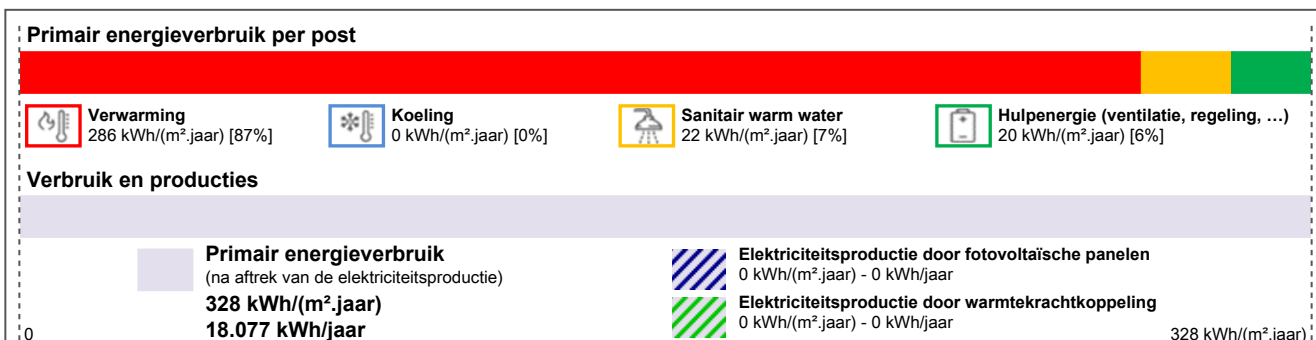 Primair energieverbruik per post
Verwarming
286 kWh/(m².jaar) [87%]
Koeling
0 kWh/(m².jaar) [0%]
Sanitair warm water
22 kWh/(m².jaar) [7%]
Hulpenergie (ventilatie, regeling, …)
20 kWh/(m².jaar) [6%]
Verbruik en producties
Primair energieverbruik
(na aftrek van de elektriciteitsproductie)
328 kWh/(m².jaar)
18.077 kWh/jaar
Elektriciteitsproductie door fotovoltaïsche panelen
0 kWh/(m².jaar) - 0 kWh/jaar
Elektriciteitsproductie door warmtekrachtkoppeling
0 kWh/(m².jaar) - 0 kWh/jaar
0
328 kWh/(m².jaar)